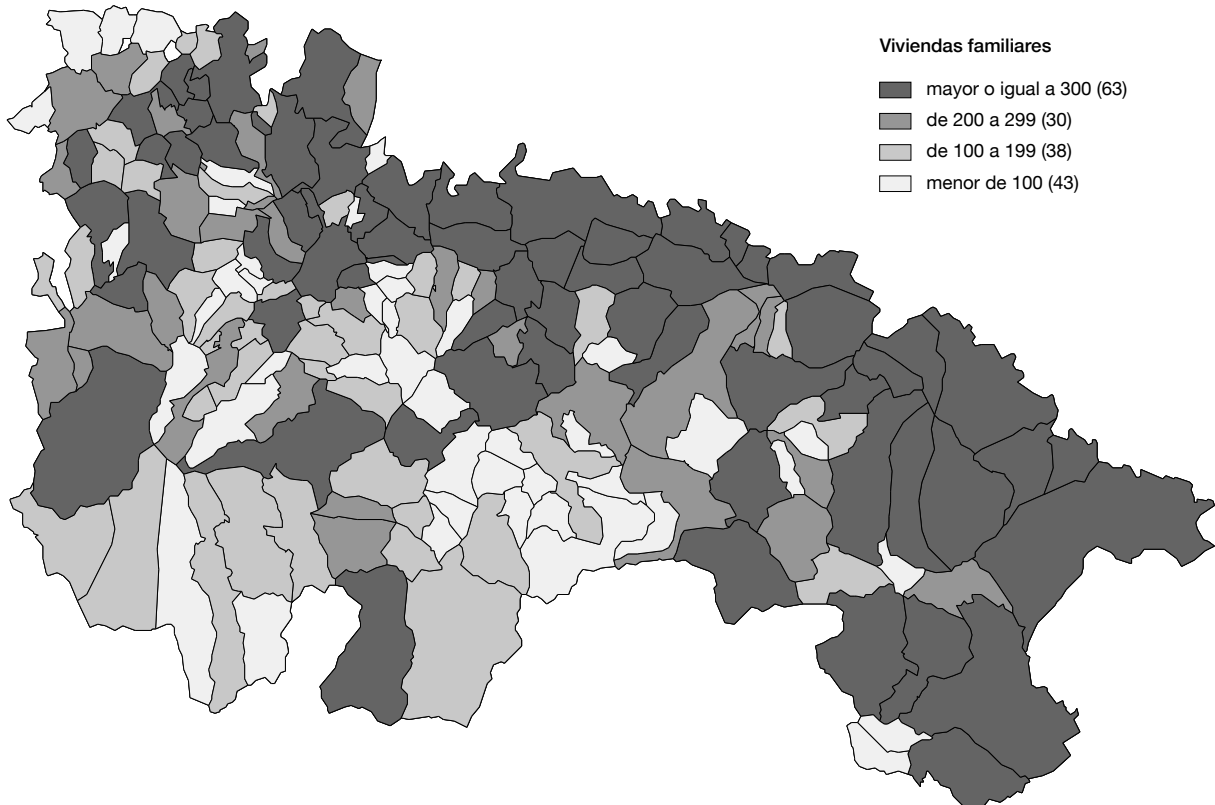 Viviendas familiares
mayor o igual a 300 (63)
de 200 a 299 (30)
de 100 a 199 (38)
menor de 100 (43)